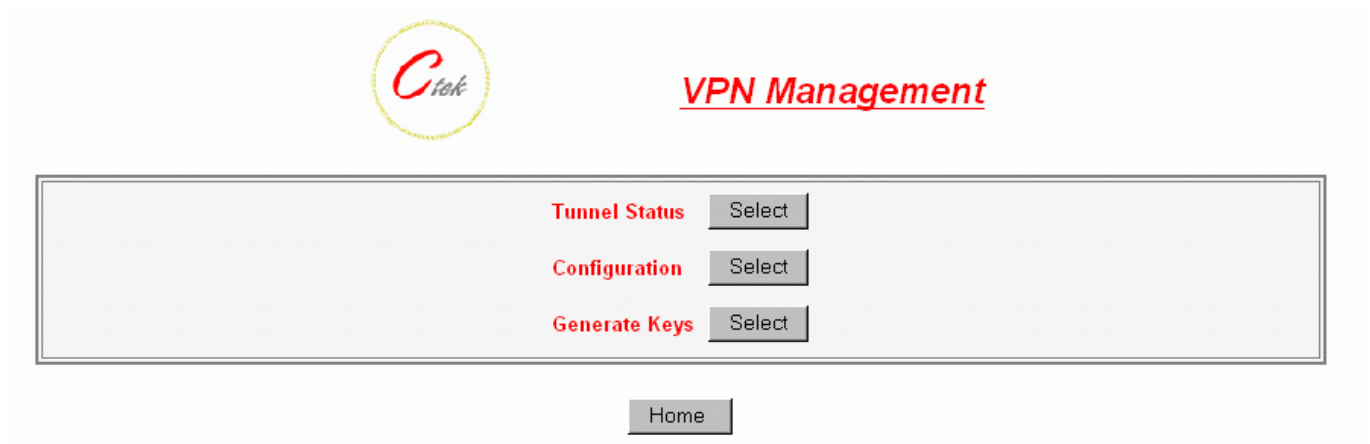 Ctek
VPN Management
Tunnel Status Select
Configuration Select
Generate Keys Select
Home